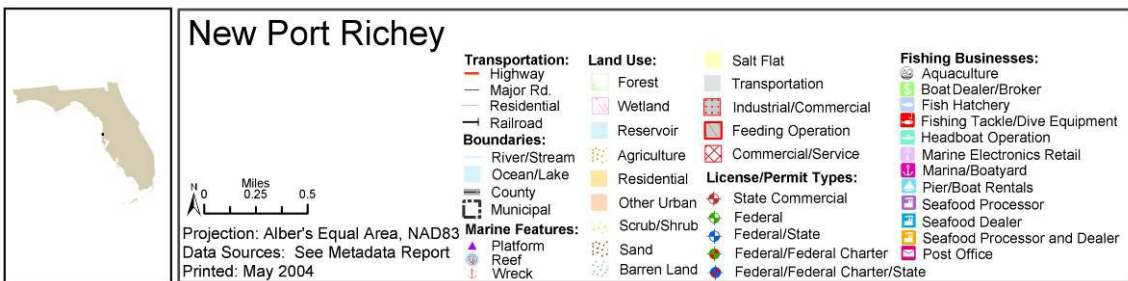 New Port Richey
N
Miles
0 0.25 0.5
Projection: Alber's Equal Area, NAD83
Data Sources: See Metadata Report
Printed: May 2004
Transportation:
Highway
Major Rd.
Residential
Railroad
Boundaries:
River/Stream
Ocean/Lake
County
Municipal
Marine Features:
Platform
Reef
Wreck
Land Use:
Forest
Wetland
Reservoir
Agriculture
Residential
Other Urban
Scrub/Shrub
Sand
Barren Land
Salt Flat
Transportation
Industrial/Commercial
Feeding Operation
Commercial/Service
License/Permit Types:
State Commercial
Federal
Federal/State
Federal/Federal Charter
Federal/Federal Charter/State
Fishing Businesses:
Aquaculture
Boat Dealer/Broker
Fish Hatchery
Fishing Tackle/Dive Equipment
Headboat Operation
Marine Electronics Retail
Marina/Boatyard
Pier/Boat Rentals
Seafood Processor
Seafood Dealer
Seafood Processor and Dealer
Post Office